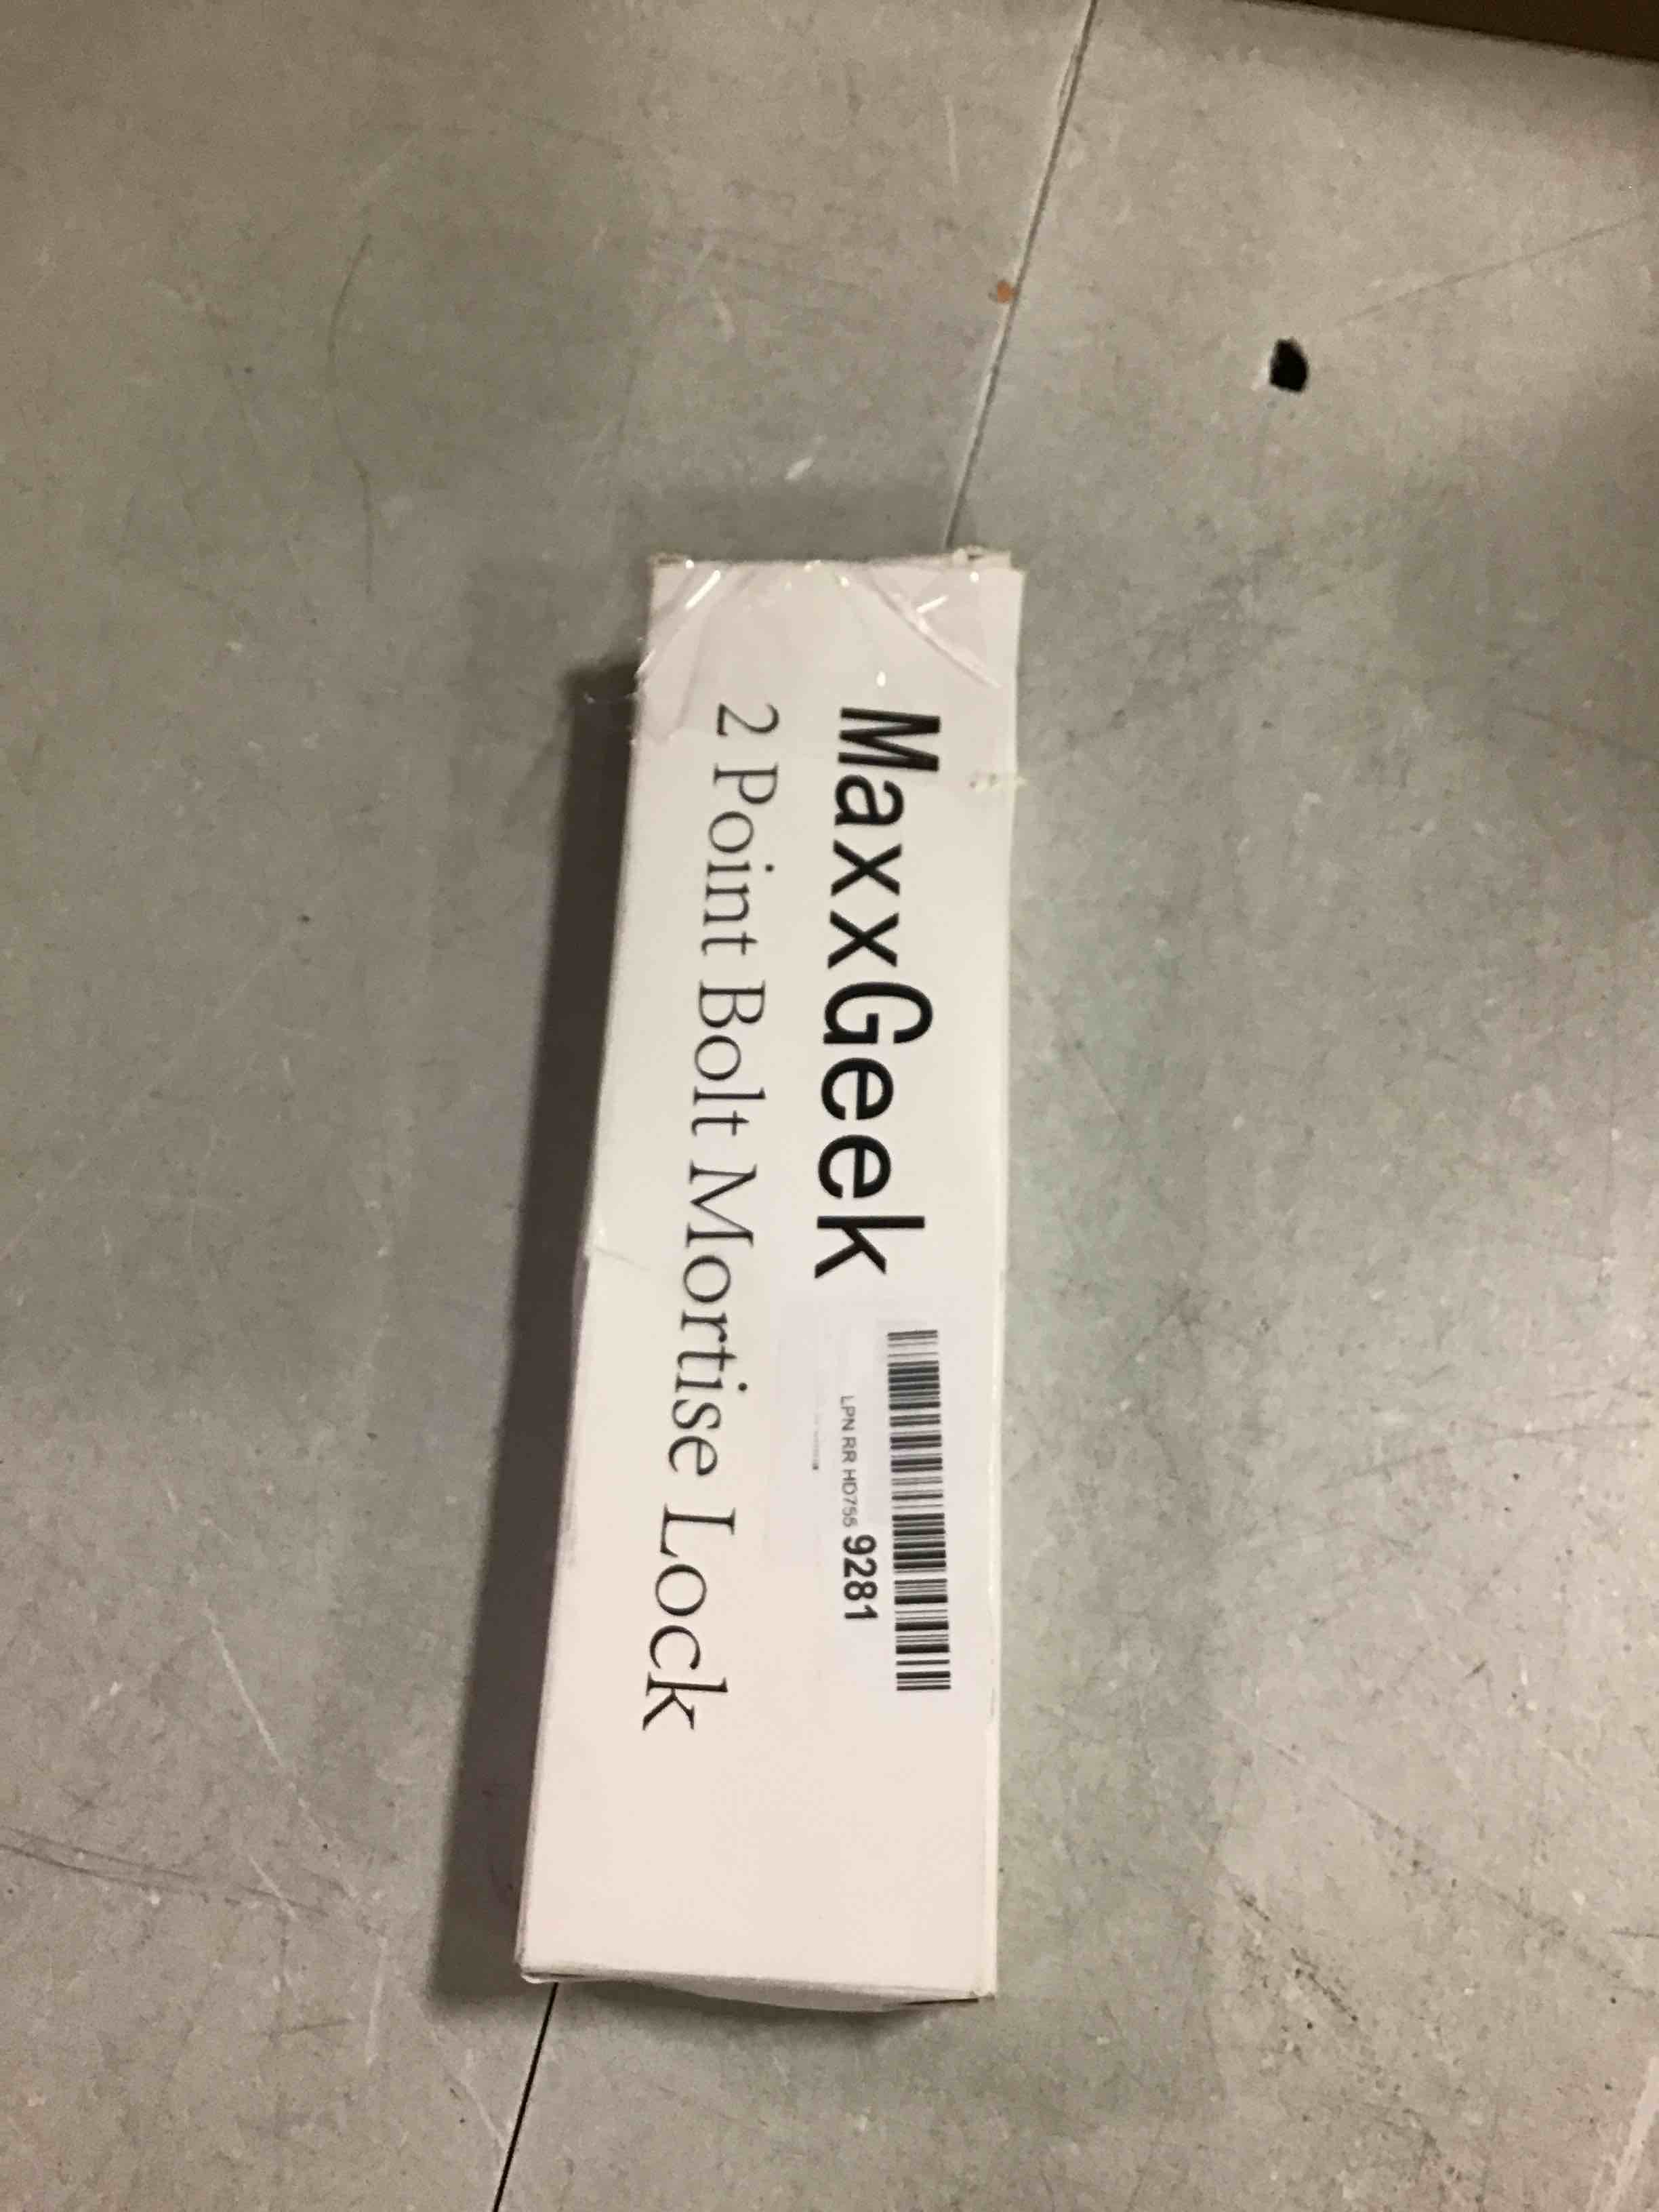 MaxxGeek
2 Point Bolt Mortise Lock
LPN RR HD755 9281